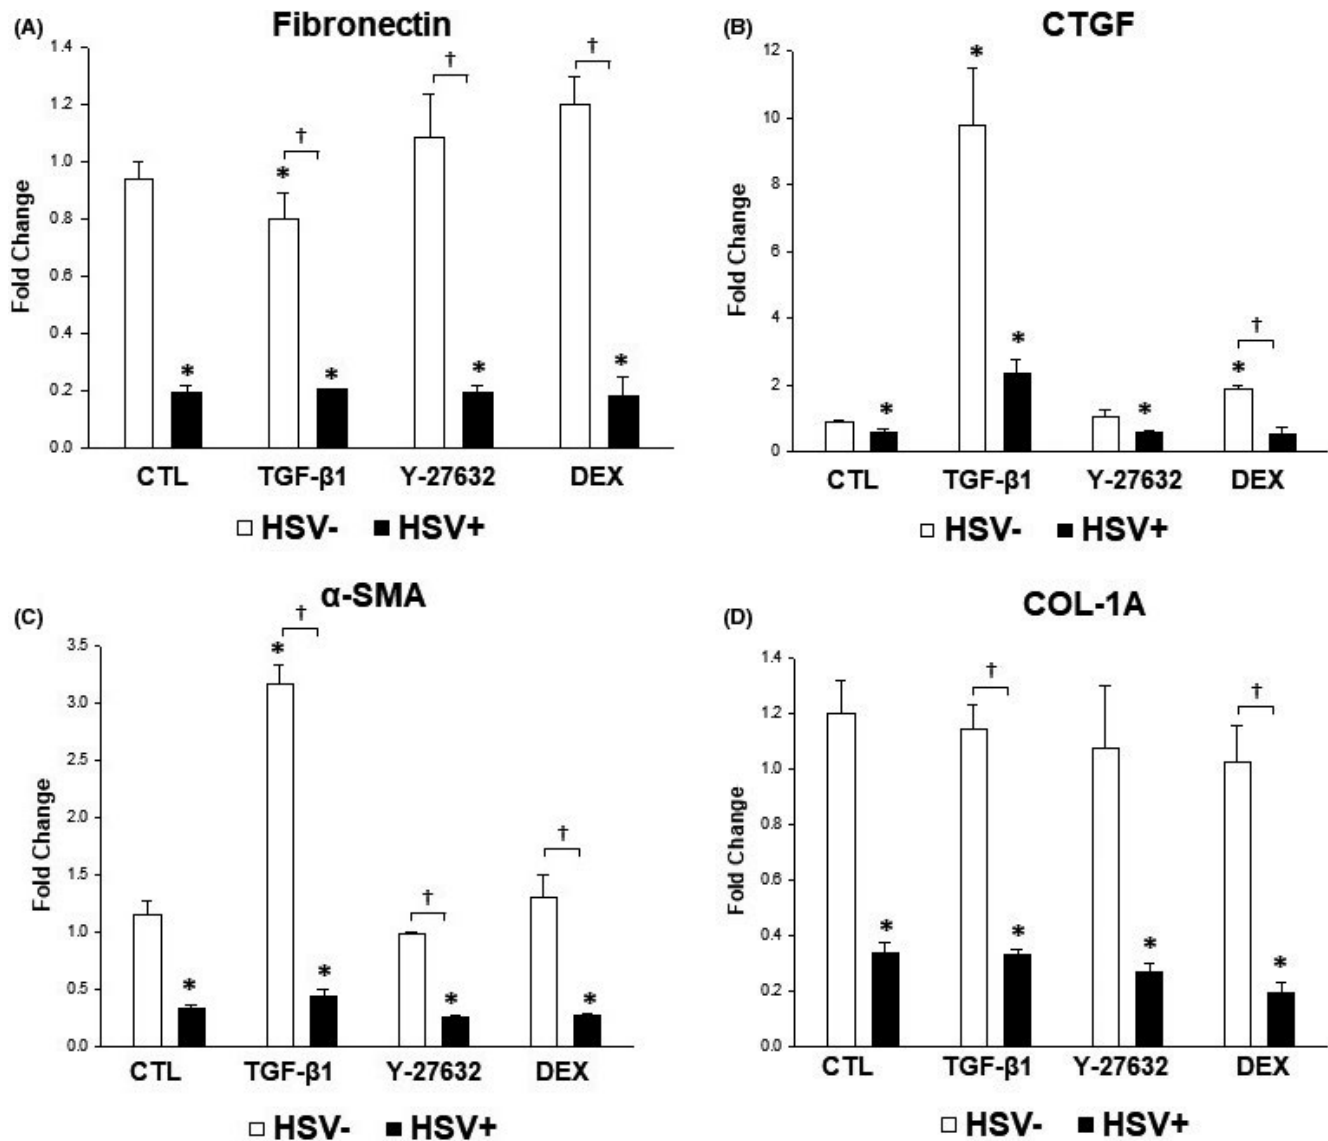 (A)
Fibronectin
Fold Change
1.4
1.2
1.0
0.8
0.6
0.4
0.2
0.0
†
†
†
*
*
*
*
*
CTL TGF-β1 Y-27632 DEX
□ HSV- ■ HSV+
(B)
CTGF
Fold Change
12
10
8
6
4
2
0
*
*
†
*
*
*
CTL TGF-β1 Y-27632 DEX
□ HSV- ■ HSV+
(C)
α-SMA
Fold Change
3.5
3.0
2.5
2.0
1.5
1.0
0.5
0.0
†
*
†
†
*
*
*
*
CTL TGF-β1 Y-27632 DEX
□ HSV- ■ HSV+
(D)
COL-1A
Fold Change
1.4
1.2
1.0
0.8
0.6
0.4
0.2
0.0
†
†
*
*
*
*
CTL TGF-β1 Y-27632 DEX
□ HSV- ■ HSV+